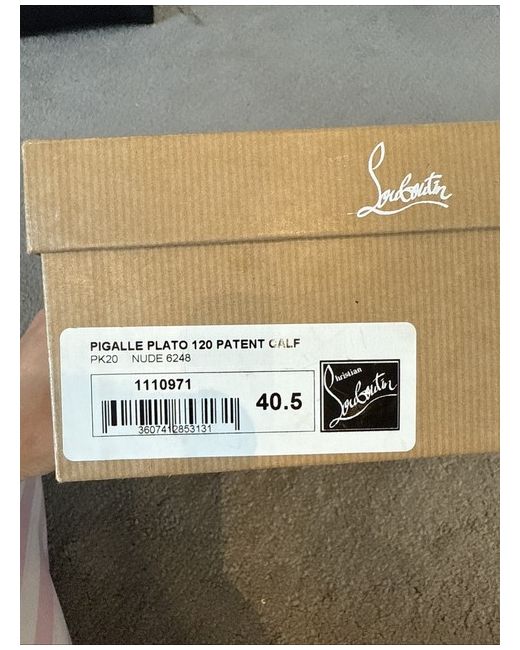 Louboutin
PIGALLE PLATO 120 PATENT CALF
PK20 NUDE 6248
1110971
40.5
3607412853131
Christian
Louboutin